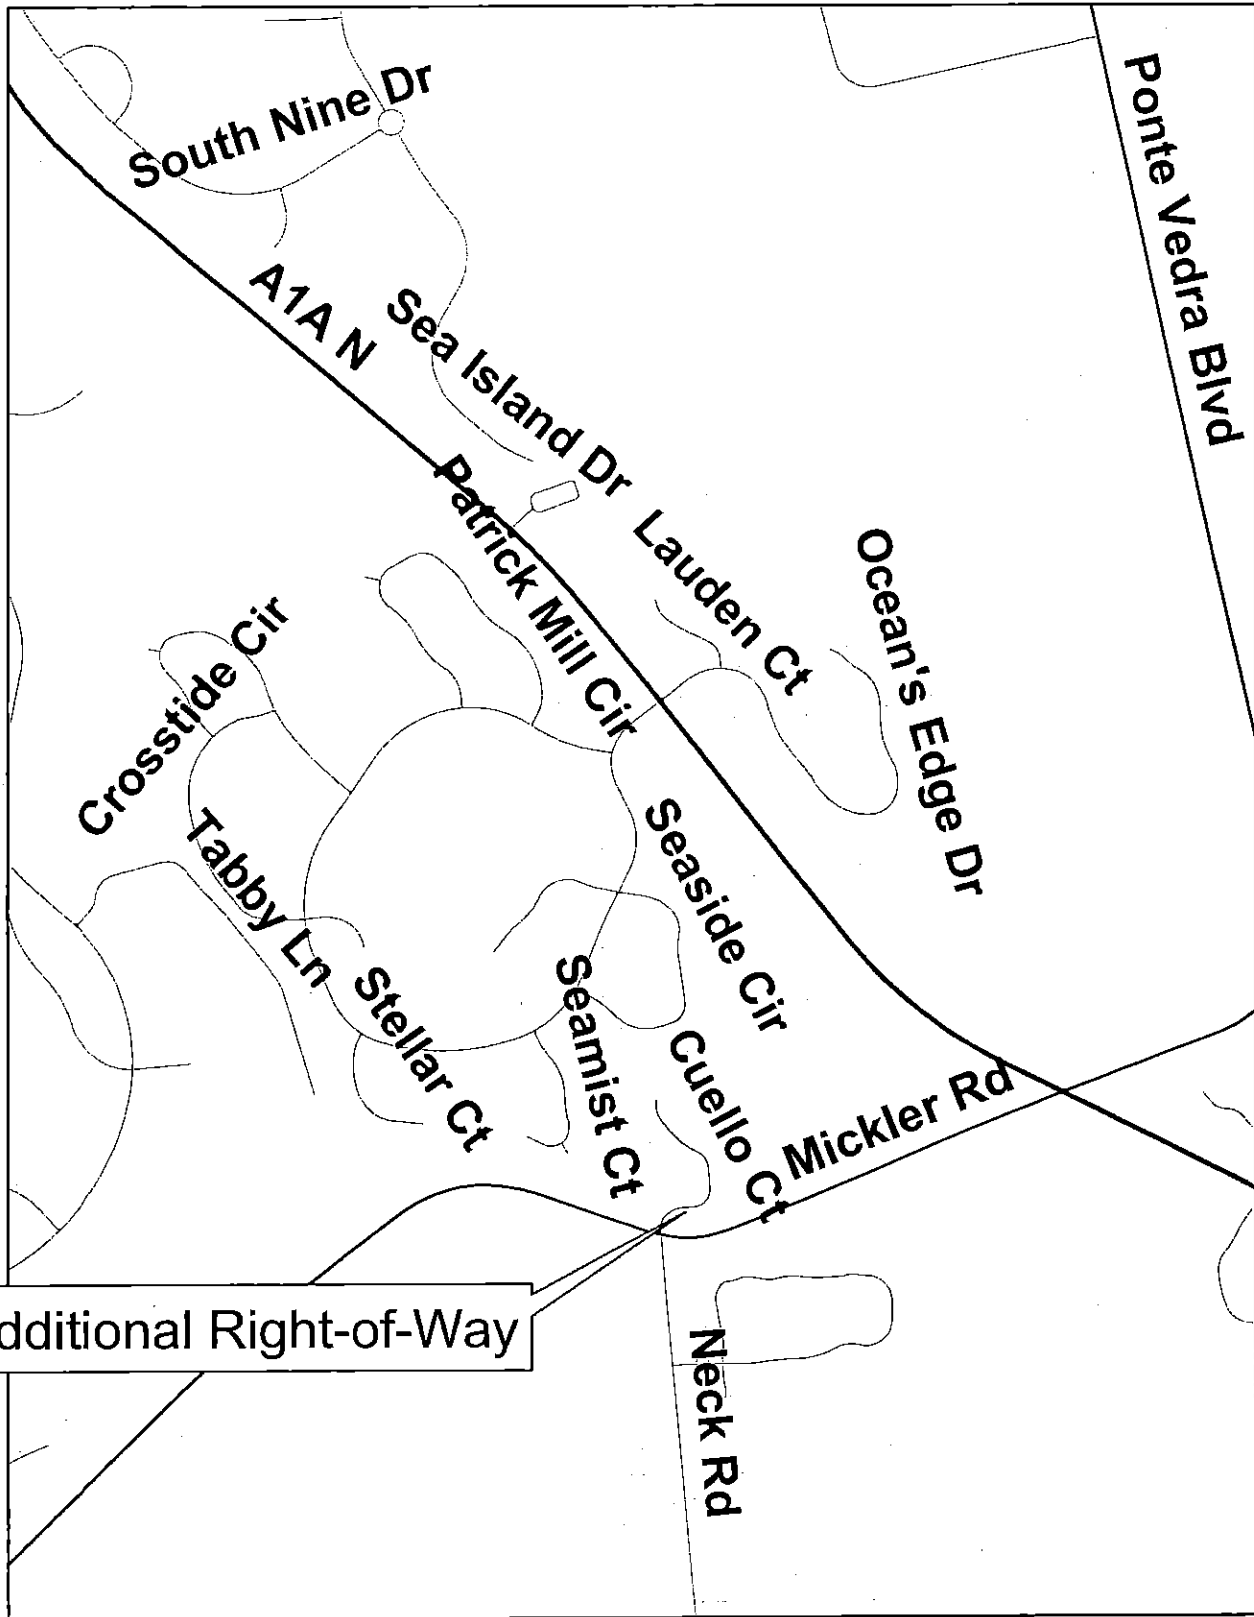 South Nine Dr
Ponte Vedra Blvd
A1A N
Sea Island Dr
Patrick Mill Cir
Lauden Ct
Ocean's Edge Dr
Crosstide Cir
Tabby Ln
Seaside Cir
Stellar Ct
Seamist Ct
Cuello Ct
Mickler Rd
dditional Right-of-Way
Neck Rd